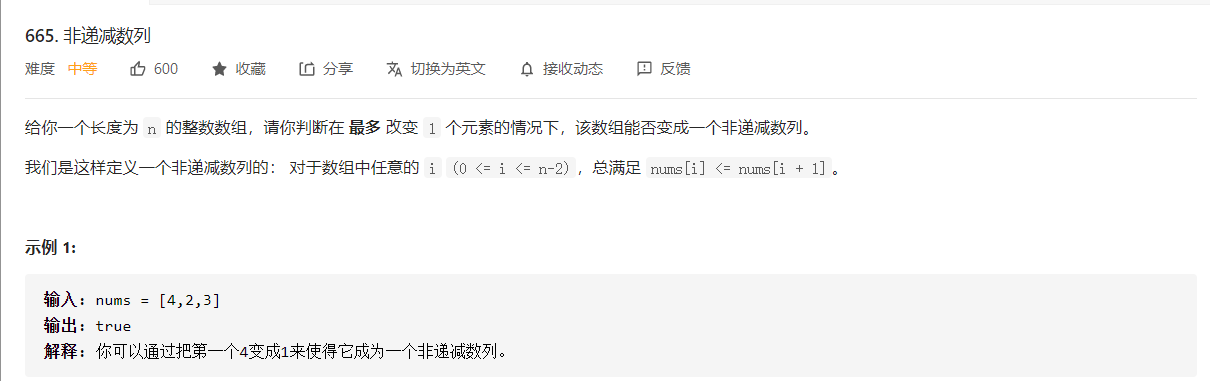 665. 非递减数列
难度 中等 600 收藏 分享 切换为英文 接收动态 反馈
给你一个长度为 n 的整数数组，请你判断在 最多 改变 1 个元素的情况下，该数组能否变成一个非递减数列。
我们是这样定义一个非递减数列的： 对于数组中任意的 i (0 <= i <= n-2)，总满足 nums[i] <= nums[i + 1]。
示例 1:
输入: nums = [4,2,3]
输出: true
解释: 你可以通过把第一个4变成1来使得它成为一个非递减数列。